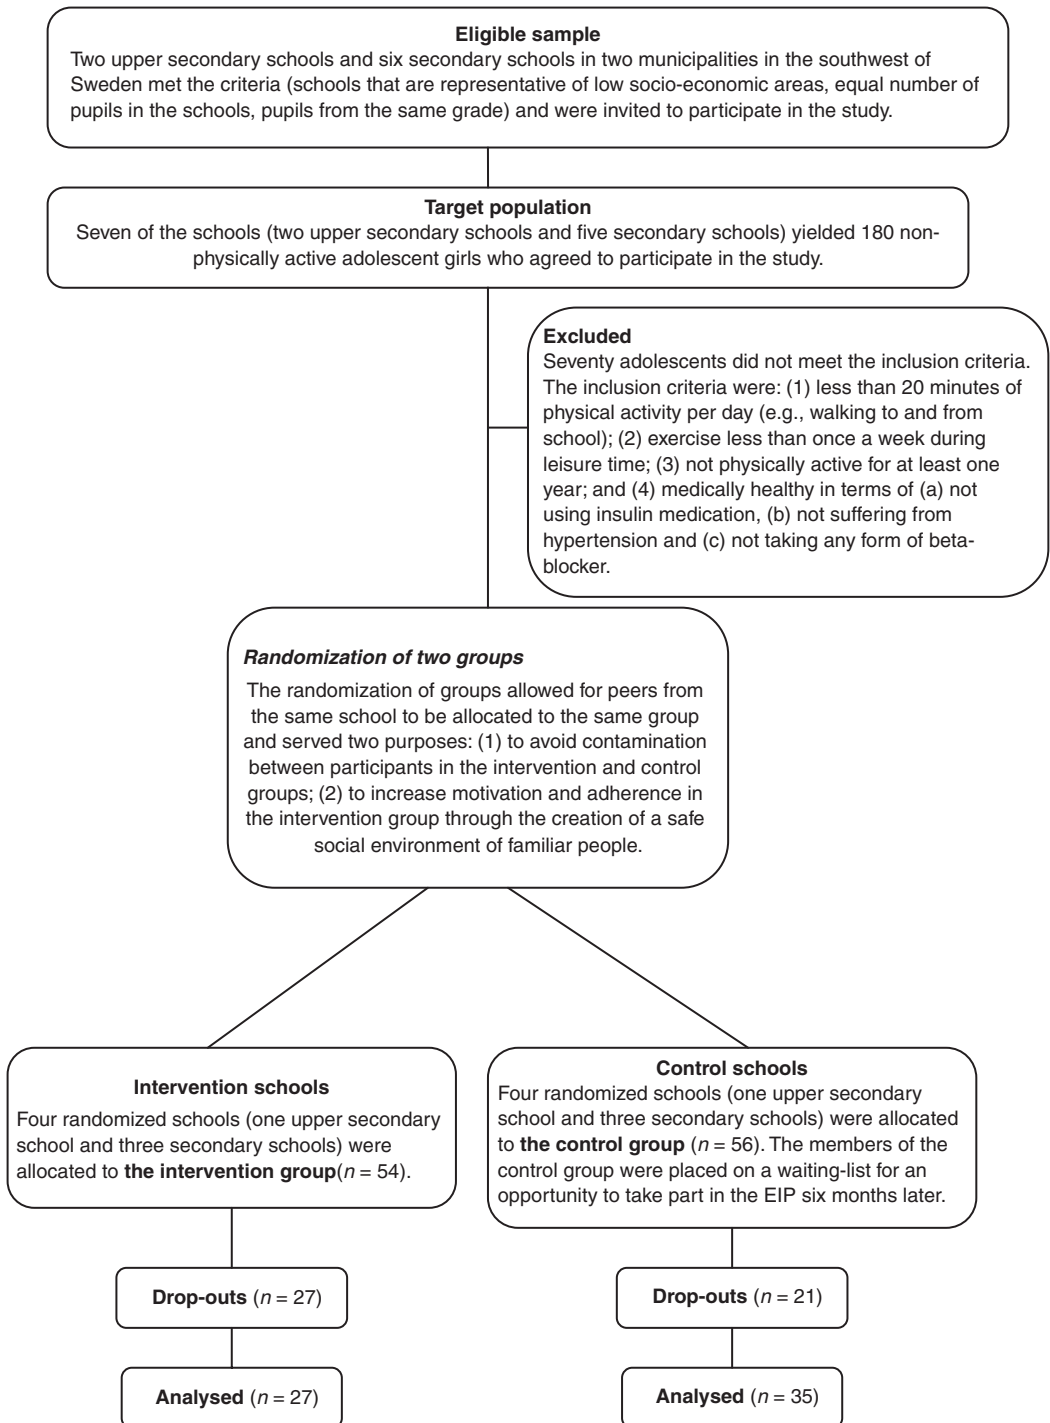 Eligible sample
Two upper secondary schools and six secondary schools in two municipalities in the southwest of
Sweden met the criteria (schools that are representative of low socio-economic areas, equal number of
pupils in the schools, pupils from the same grade) and were invited to participate in the study.
Target population
Seven of the schools (two upper secondary schools and five secondary schools) yielded 180 non-
physically active adolescent girls who agreed to participate in the study.
Excluded
Seventy adolescents did not meet the inclusion criteria.
The inclusion criteria were: (1) less than 20 minutes of
physical activity per day (e.g., walking to and from
school); (2) exercise less than once a week during
leisure time; (3) not physically active for at least one
year; and (4) medically healthy in terms of (a) not
using insulin medication, (b) not suffering from
hypertension and (c) not taking any form of beta-
blocker.
Randomization of two groups
The randomization of groups allowed for peers from
the same school to be allocated to the same group
and served two purposes: (1) to avoid contamination
between participants in the intervention and control
groups; (2) to increase motivation and adherence in
the intervention group through the creation of a safe
social environment of familiar people.
Intervention schools
Four randomized schools (one upper secondary
school and three secondary schools) were
allocated to the intervention group(n = 54).
Control schools
Four randomized schools (one upper secondary
school and three secondary schools) were allocated
to the control group (n = 56). The members of the
control group were placed on a waiting-list for an
opportunity to take part in the EIP six months later.
Drop-outs (n = 27)
Drop-outs (n = 21)
Analysed (n = 27)
Analysed (n = 35)